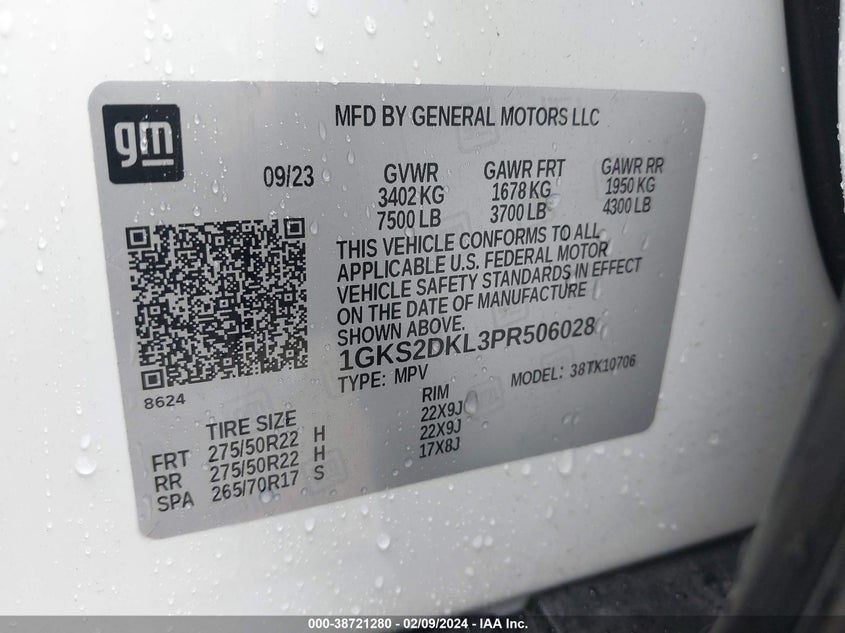 gm
MFD BY GENERAL MOTORS LLC
09/23
GVWR
3402 KG
7500 LB
GAWR FRT
1678 KG
3700 LB
GAWR RR
1950 KG
4300 LB
THIS VEHICLE CONFORMS TO ALL
APPLICABLE U.S. FEDERAL MOTOR
VEHICLE SAFETY STANDARDS IN EFFECT
ON THE DATE OF MANUFACTURE
SHOWN ABOVE.
1GKS2DKL3PR506028
TYPE: MPV
MODEL: 38TK10706
8624
TIRE SIZE
RIM
FRT 275/50R22 H 22X9J
RR 275/50R22 H 22X9J
SPA 265/70R17 S 17X8J
000-38721280 - 02/09/2024 - IAA Inc.